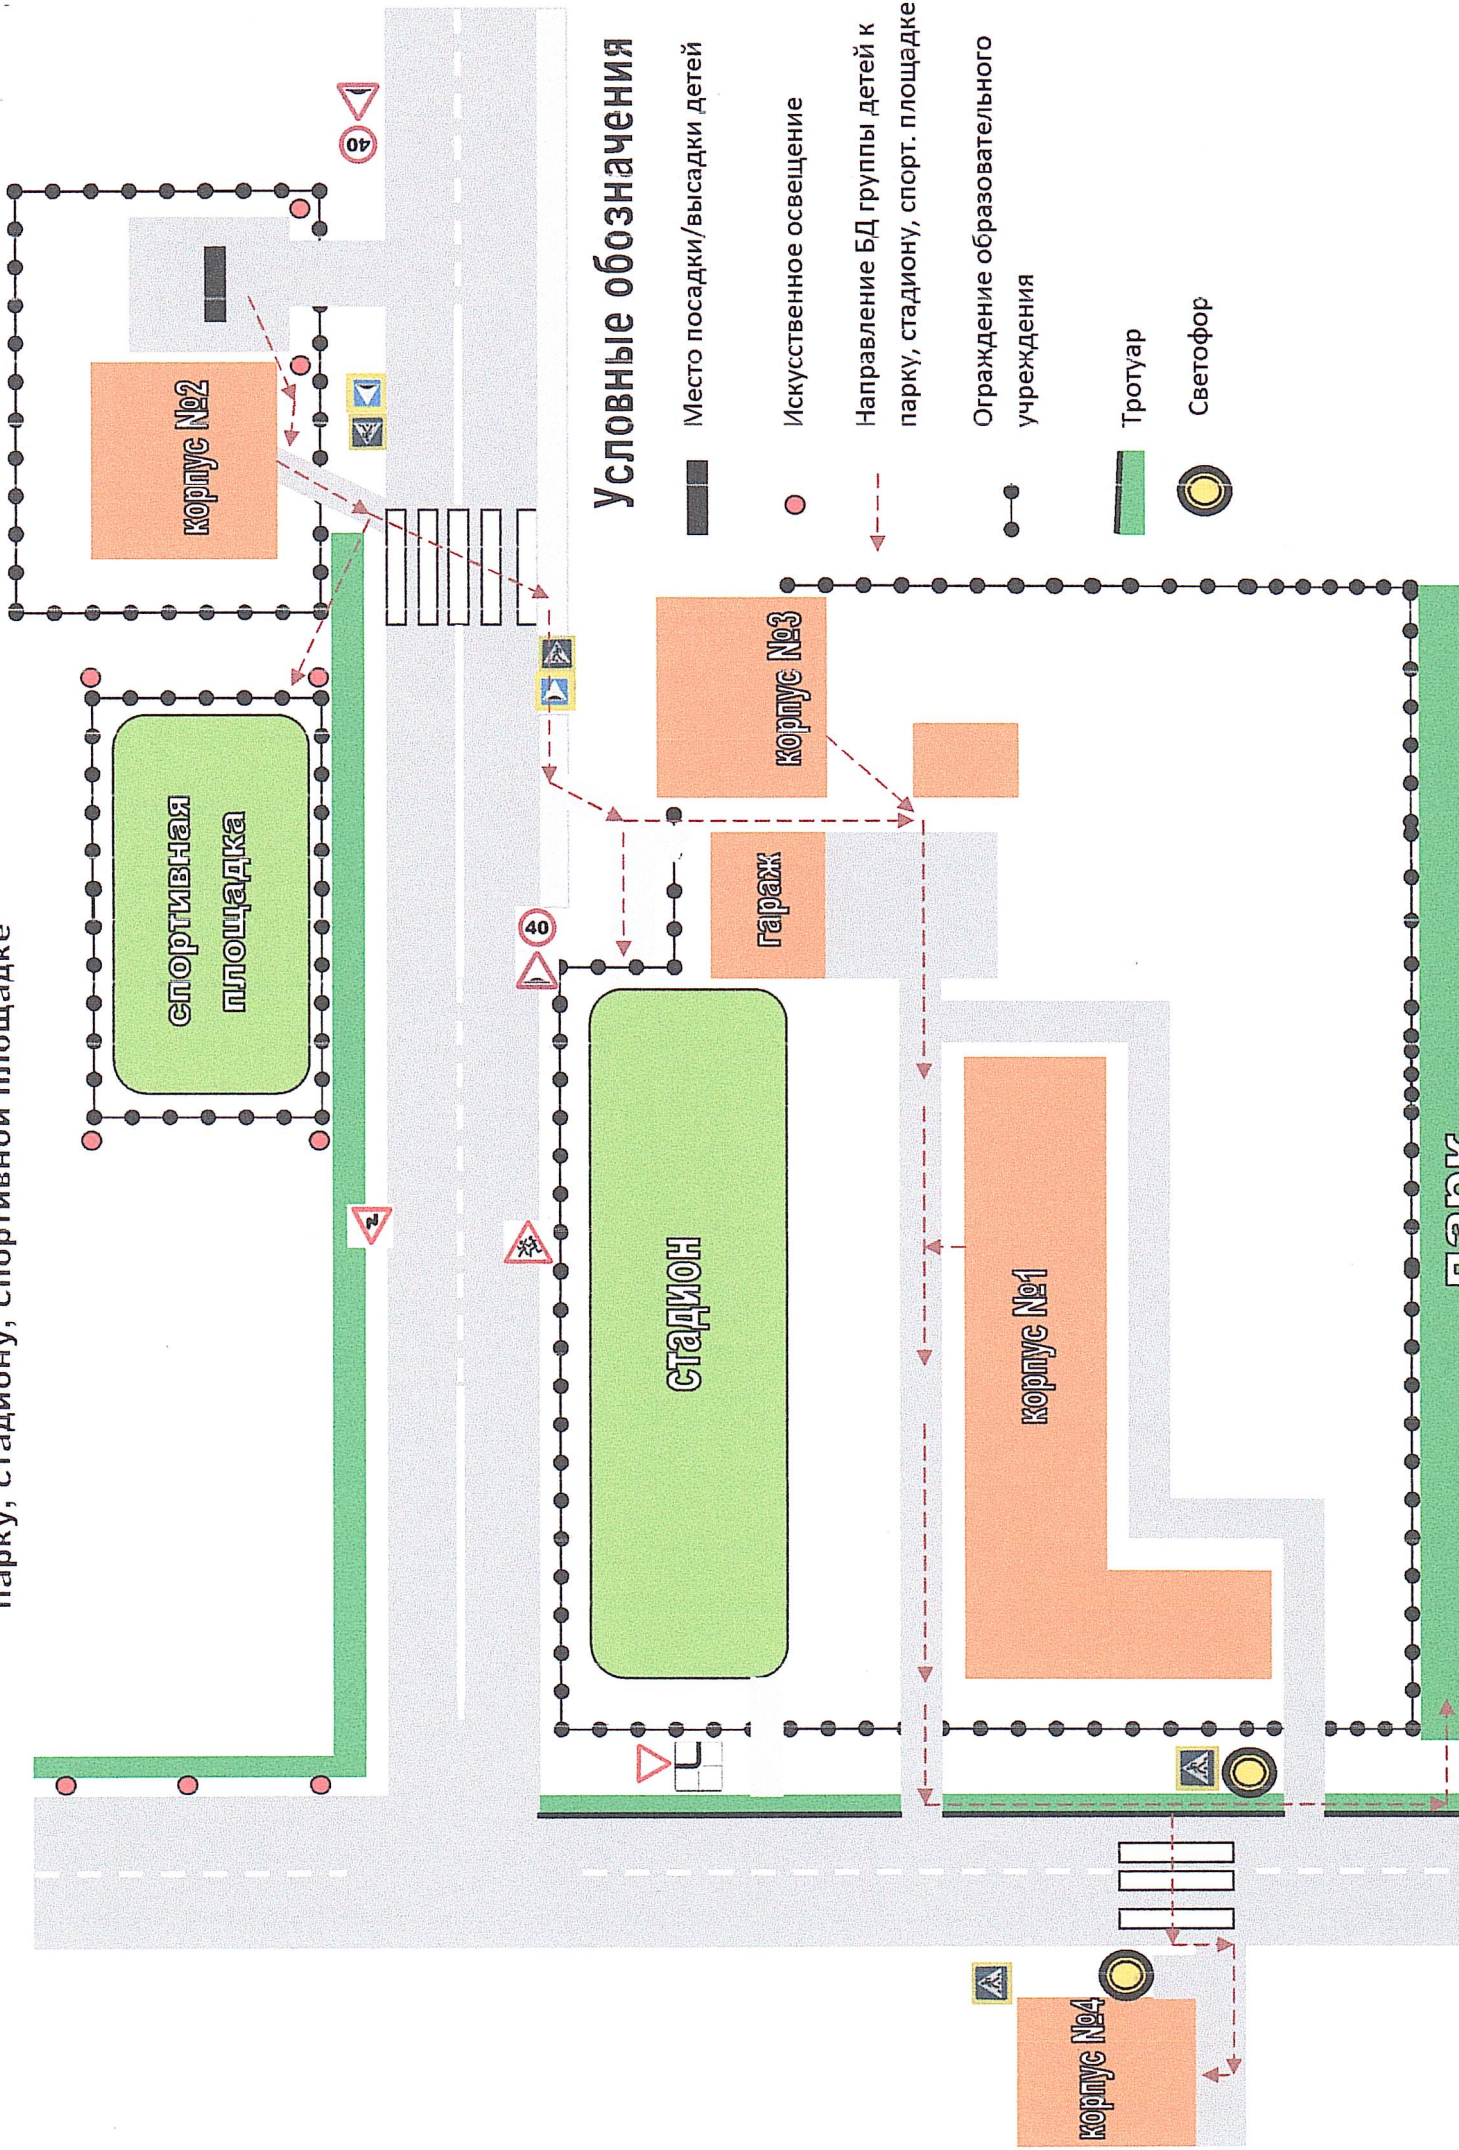 парку, стадиону, спортивной площадке
корпус №2
40
спортивная
площадка
40
Условные обозначения
Место посадки/высадки детей
Искусственное освещение
Направление БД группы детей к
парку, стадиону, спорт. площадке
Ограждение образовательного
учреждения
Тротуар
Светофор
корпус №3
гараж
стадион
корпус №1
корпус №4
парк